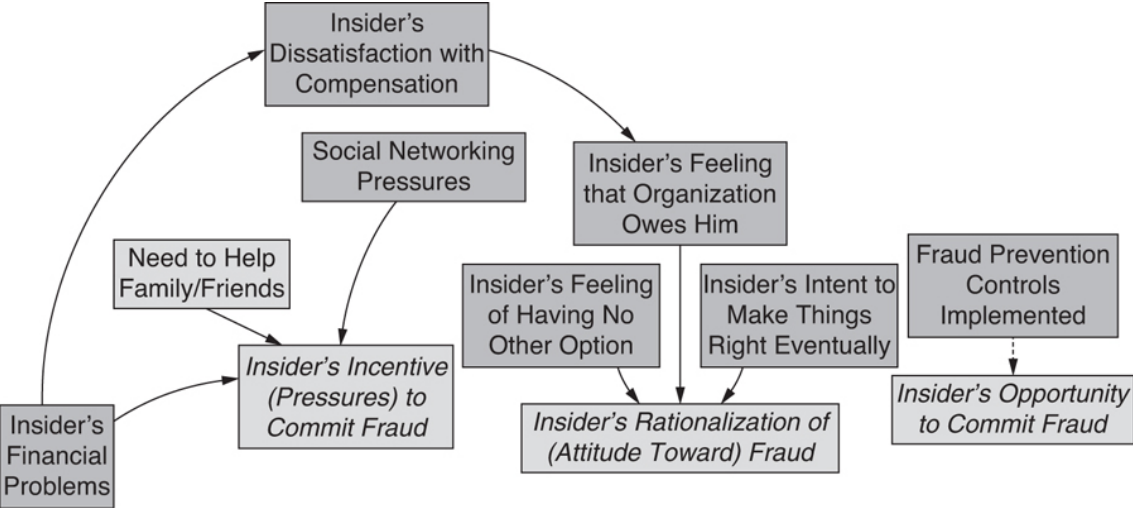 Insider’s
Dissatisfaction with
Compensation
Social Networking
Pressures
Insider’s Feeling
that Organization
Owes Him
Need to Help
Family/Friends
Insider’s Feeling
of Having No
Other Option
Insider’s Intent to
Make Things
Right Eventually
Fraud Prevention
Controls
Implemented
Insider’s Incentive
(Pressures) to
Commit Fraud
Insider’s
Financial
Problems
Insider’s Rationalization of
(Attitude Toward) Fraud
Insider’s Opportunity
to Commit Fraud